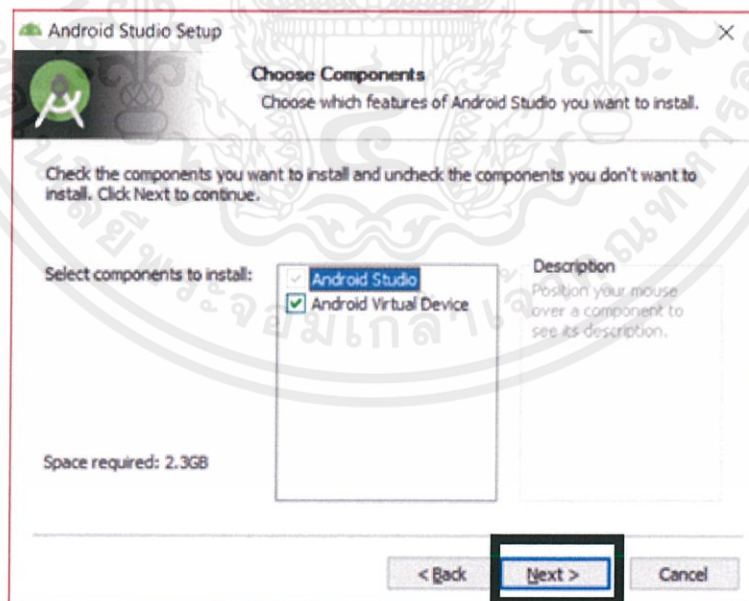 Android Studio Setup
Choose Components
Choose which features of Android Studio you want to install.
Check the components you want to install and uncheck the components you don't want to
install. Click Next to continue.
Select components to install:
Android Studio
Android Virtual Device
Description
Position your mouse
over a component to
see its description.
Space required: 2.3GB
< Back
Next >
Cancel